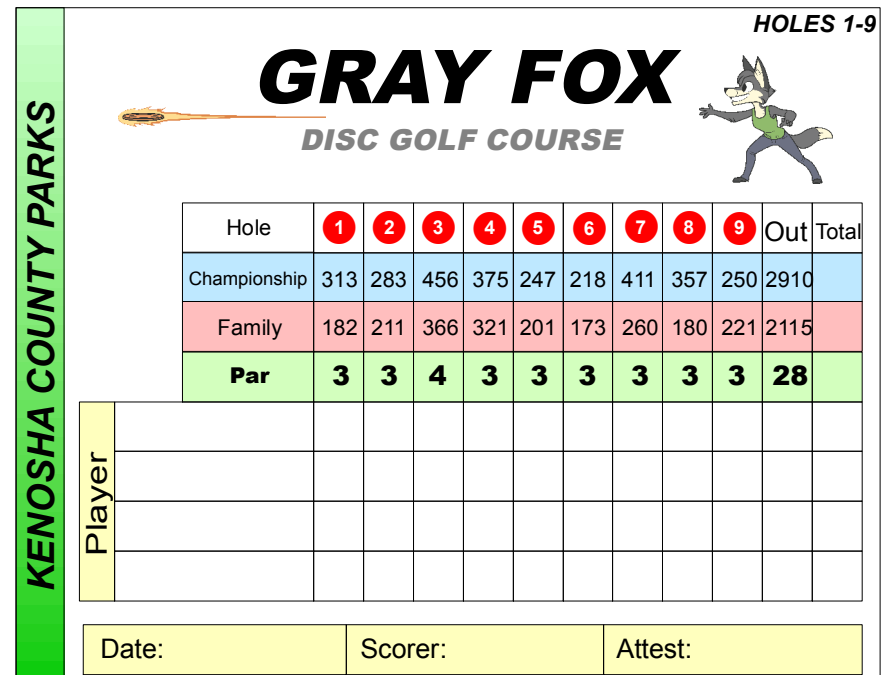 HOLES 1-9
GRAY FOX
DISC GOLF COURSE
KENOSHA COUNTY PARKS
Hole 1 2 3 4 5 6 7 8 9 Out Total
Championship 313 283 456 375 247 218 411 357 250 2910
Family 182 211 366 321 201 173 260 180 221 2115
Par 3 3 4 3 3 3 3 3 3 28
Player
Date: Scorer: Attest: